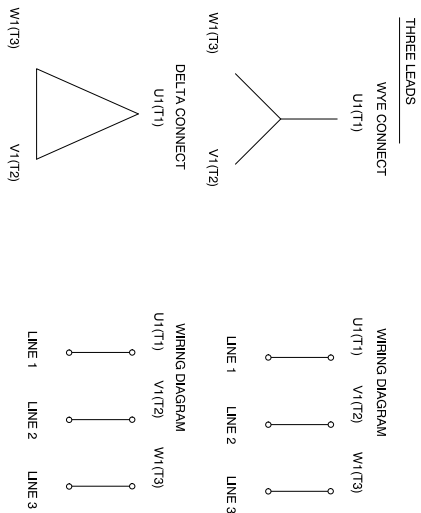 THREE LEADS
WYE CONNECT
U1(T1)
W1(T3)
V1(T2)
WIRING DIAGRAM
U1(T1) V1(T2) W1(T3)
LINE 1 LINE 2 LINE 3
DELTA CONNECT
U1(T1)
W1(T3)
V1(T2)
WIRING DIAGRAM
U1(T1) V1(T2) W1(T3)
LINE 1 LINE 2 LINE 3